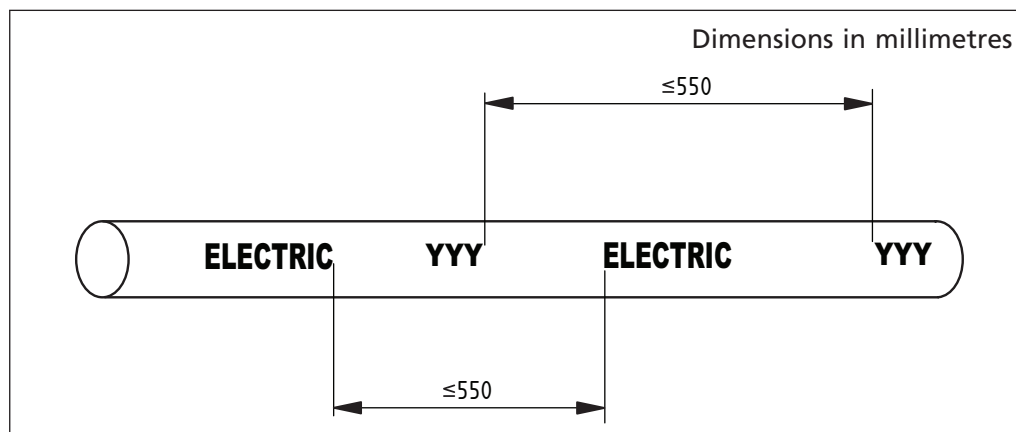 Dimensions in millimetres
≤550
ELECTRIC YYY ELECTRIC YYY
≤550